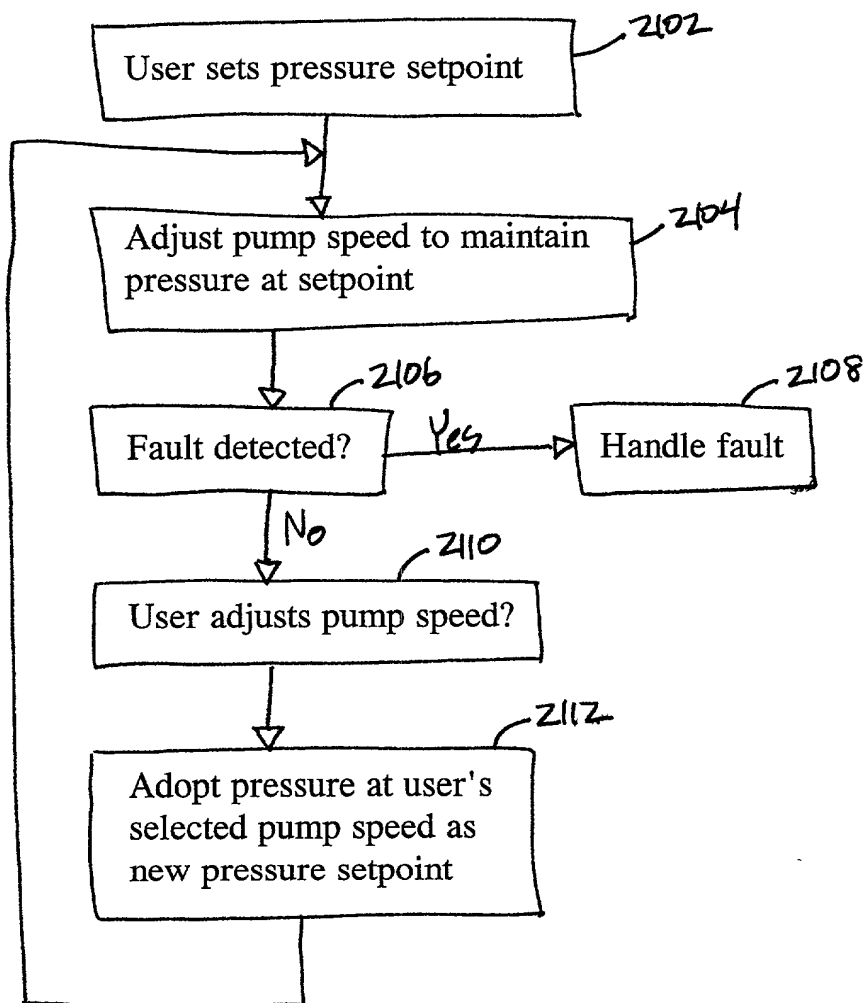 2102
User sets pressure setpoint
2104
Adjust pump speed to maintain
pressure at setpoint
2106
Fault detected?
Yes
2108
Handle fault
No
2110
User adjusts pump speed?
2112
Adopt pressure at user's
selected pump speed as
new pressure setpoint